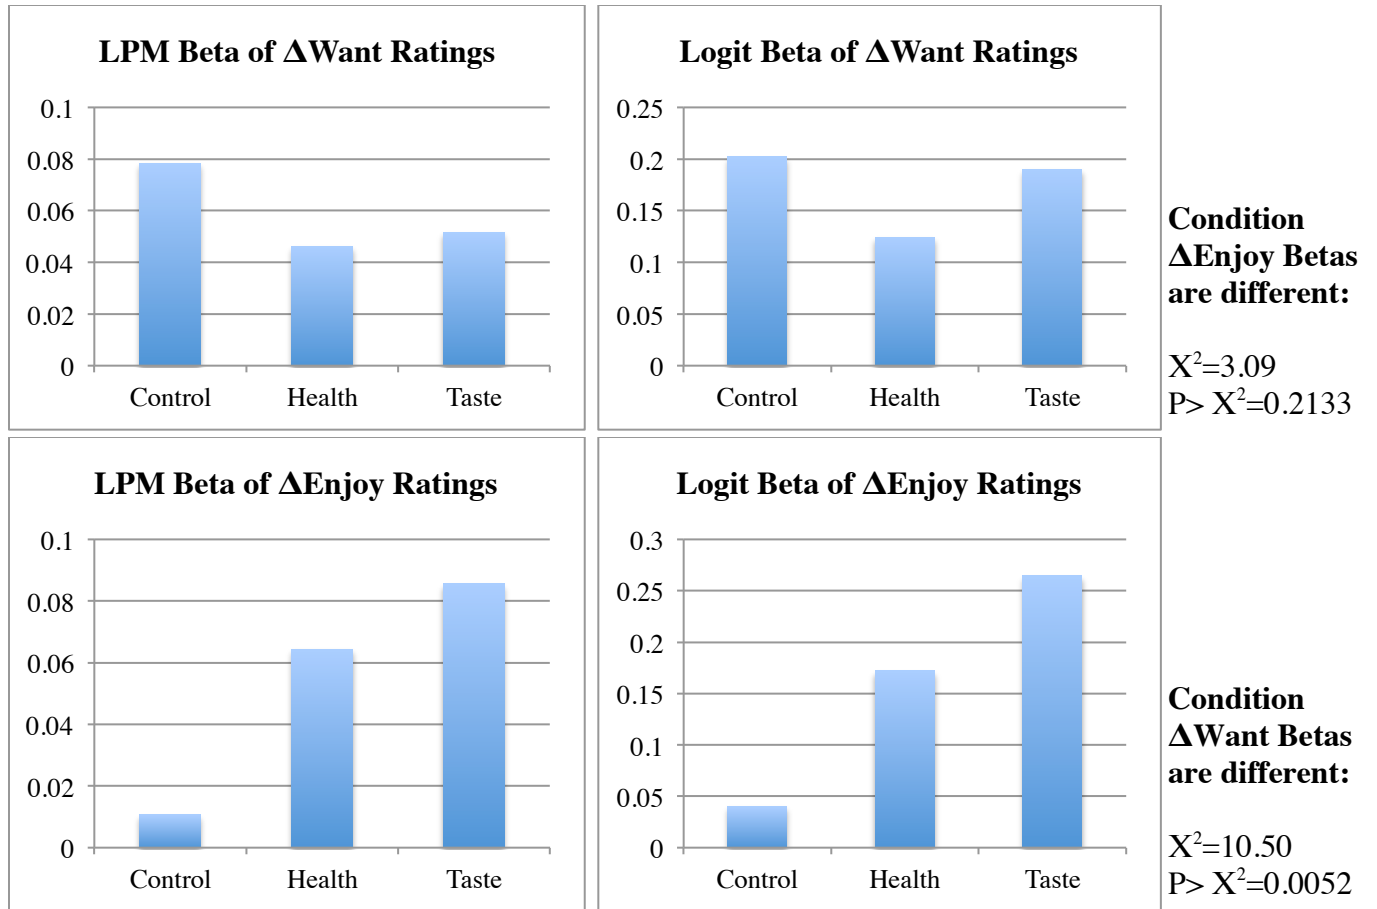 LPM Beta of ΔWant Ratings
0.1
0.08
0.06
0.04
0.02
0
Control Health Taste
Logit Beta of ΔWant Ratings
0.25
0.2
0.15
0.1
0.05
0
Control Health Taste
Condition
ΔEnjoy Betas
are different:
X²=3.09
P> X²=0.2133
LPM Beta of ΔEnjoy Ratings
0.1
0.08
0.06
0.04
0.02
0
Control Health Taste
Logit Beta of ΔEnjoy Ratings
0.3
0.25
0.2
0.15
0.1
0.05
0
Control Health Taste
Condition
ΔWant Betas
are different:
X²=10.50
P> X²=0.0052